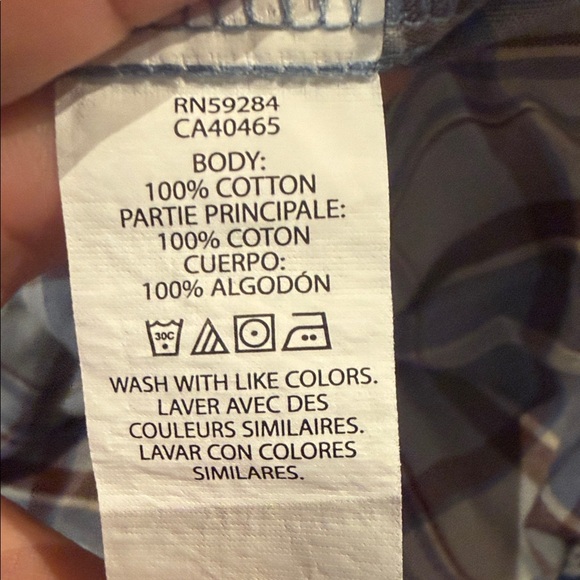 RN59284
CA40465
BODY:
100% COTTON
PARTIE PRINCIPALE:
100% COTON
CUERPO:
100% ALGODÓN
30C
WASH WITH LIKE COLORS.
LAVER AVEC DES
COULEURS SIMILAIRES.
LAVAR CON COLORES
SIMILARES.